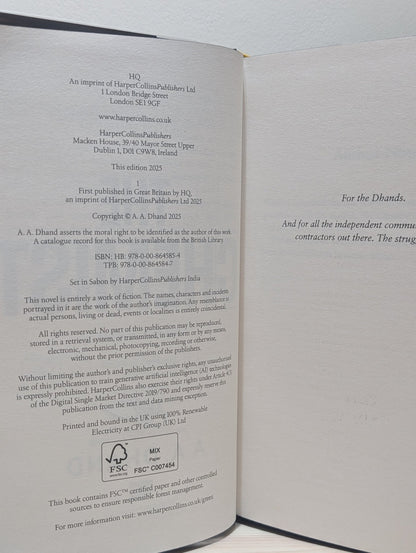 HQ
An imprint of HarperCollinsPublishers Ltd
1 London Bridge Street
London SE1 9GF
www.harpercollins.co.uk
HarperCollinsPublishers
Macken House, 39/40 Mayor Street Upper
Dublin 1, D01 C9W8, Ireland
This edition 2025
1
First published in Great Britain by HQ,
an imprint of HarperCollinsPublishers Ltd 2025
Copyright © A. A. Dhand 2025
A. A. Dhand asserts the moral right to be identified as the author of this work.
A catalogue record for this book is available from the British Library.
ISBN: HB: 978-0-00-864585-4
TPB: 978-0-00-864584-7
Set in Sabon by HarperCollinsPublishers India
This novel is entirely a work of fiction. The names, characters and incidents
portrayed in it are the work of the author's imagination. Any resemblance to
actual persons, living or dead, events or localities is entirely coincidental.
All rights reserved. No part of this publication may be reproduced,
stored in a retrieval system, or transmitted, in any form or by any means,
electronic, mechanical, photocopying, recording or otherwise,
without the prior permission of the publishers.
Without limiting the author's and publisher's exclusive rights, any unauthorised
use of this publication to train generative artificial intelligence (AI) technologies
is expressly prohibited. HarperCollins also exercise their rights under Article 4(3)
of the Digital Single Market Directive 2019/790 and expressly reserve this
publication from the text and data mining exception.
Printed and bound in the UK using 100% Renewable
Electricity at CPI Group (UK) Ltd
FSC
www.fsc.org
MIX
Paper
FSC™ C007454
This book contains FSC™ certified paper and other controlled
sources to ensure responsible forest management.
For more information visit: www.harpercollins.co.uk/green
For the Dhands.
And for all the independent commu
contractors out there. The strug